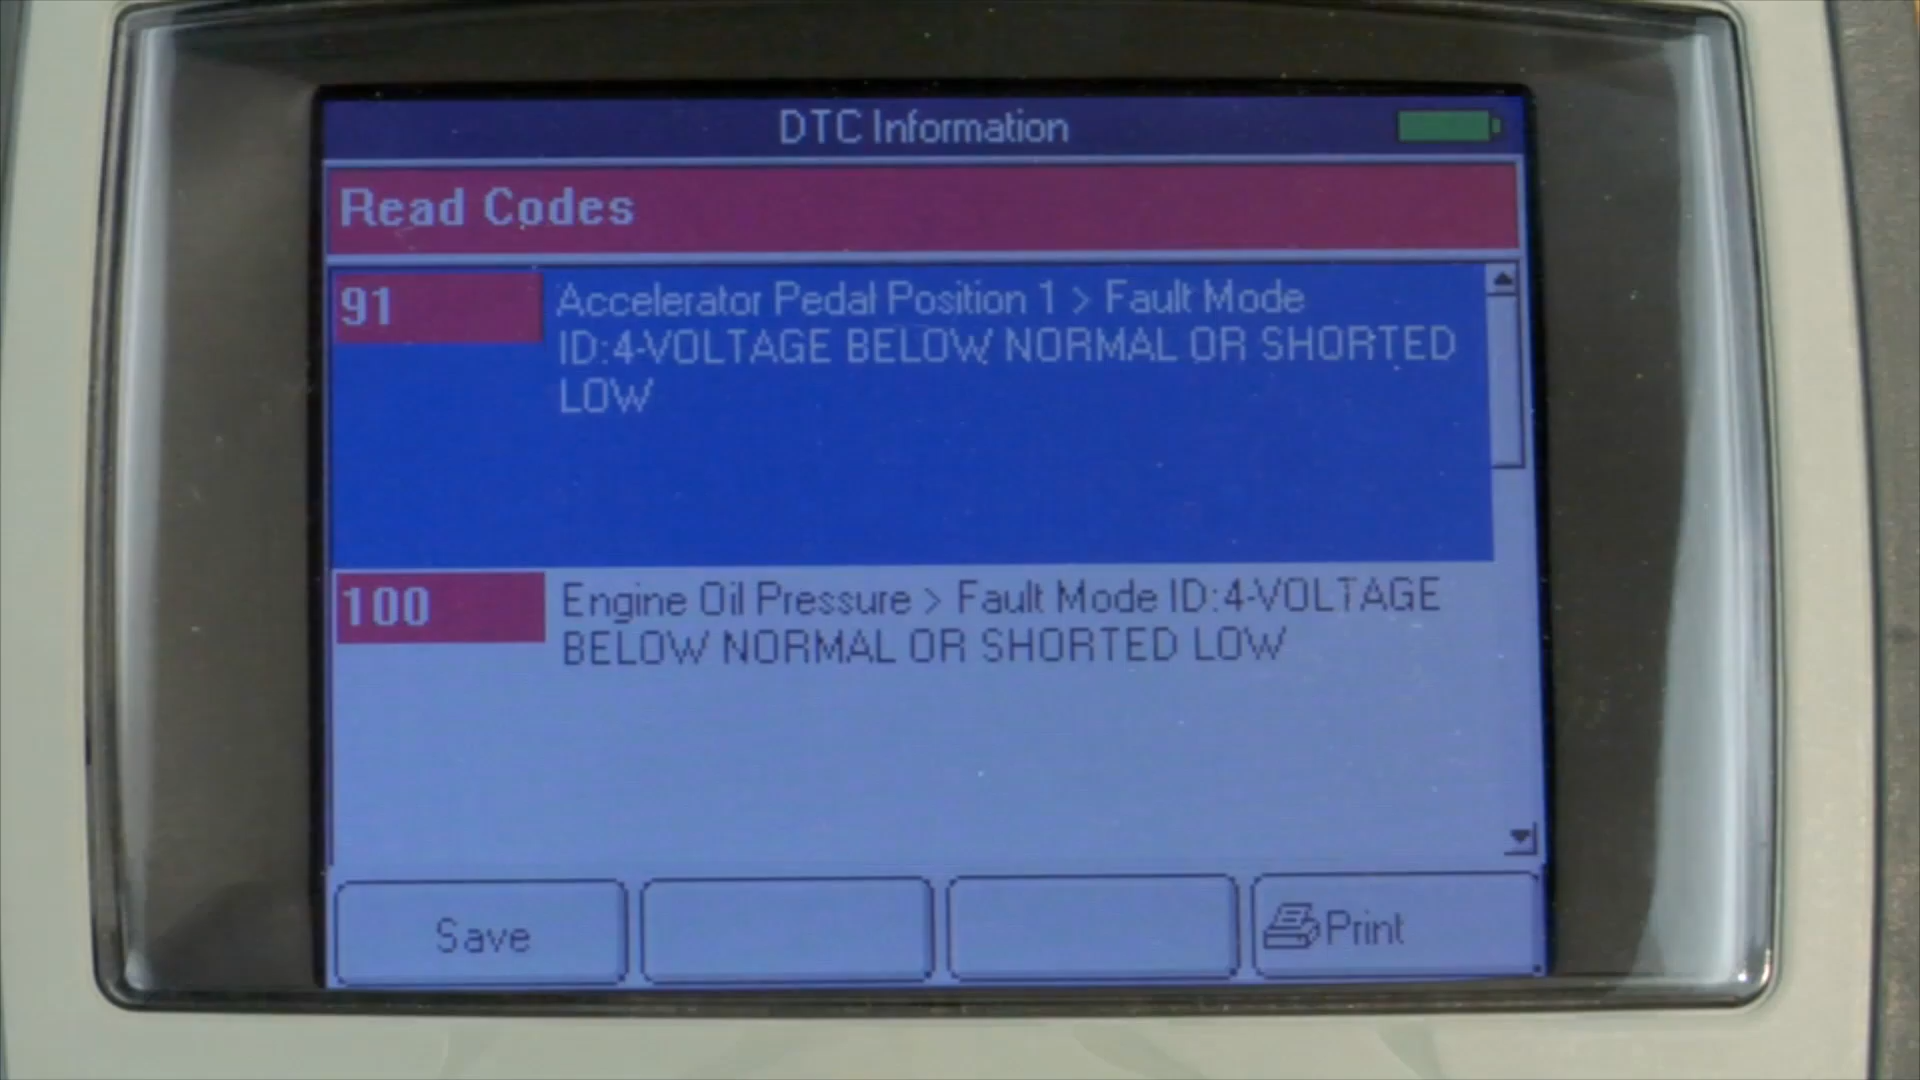 DTC Information
Read Codes
91
Accelerator Pedal Position 1 > Fault Mode
ID:4-VOLTAGE BELOW NORMAL OR SHORTED
LOW
100
Engine Oil Pressure > Fault Mode ID:4-VOLTAGE
BELOW NORMAL OR SHORTED LOW
Save
Print